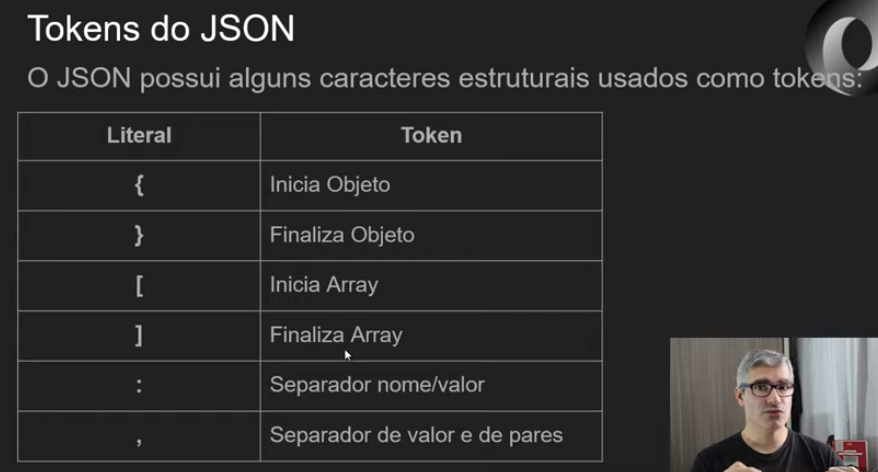 Tokens do JSON
O JSON possui alguns caracteres estruturais usados como tokens:
Literal Token
{ Inicia Objeto
} Finaliza Objeto
[ Inicia Array
] Finaliza Array
: Separador nome/valor
, Separador de valor e de pares